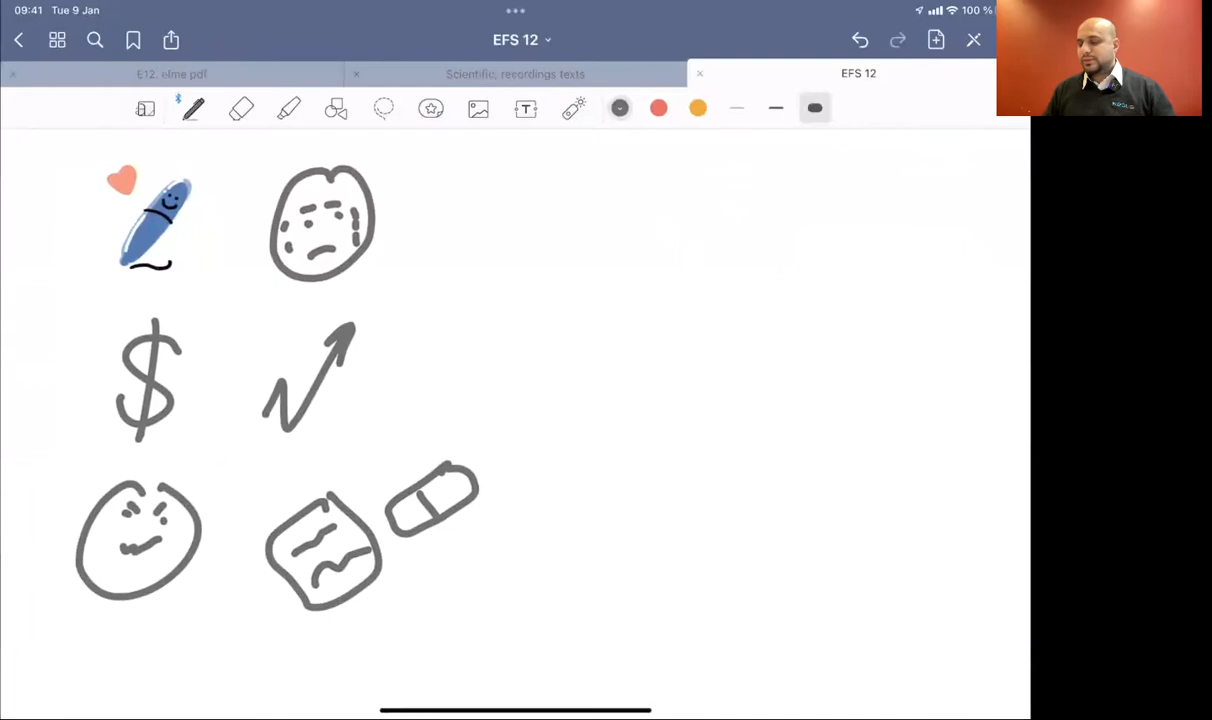 09:41 Tue 9 Jan
100 %
EFS 12
E12. elme pdf
Scientific, recordings texts
EFS 12
T
$